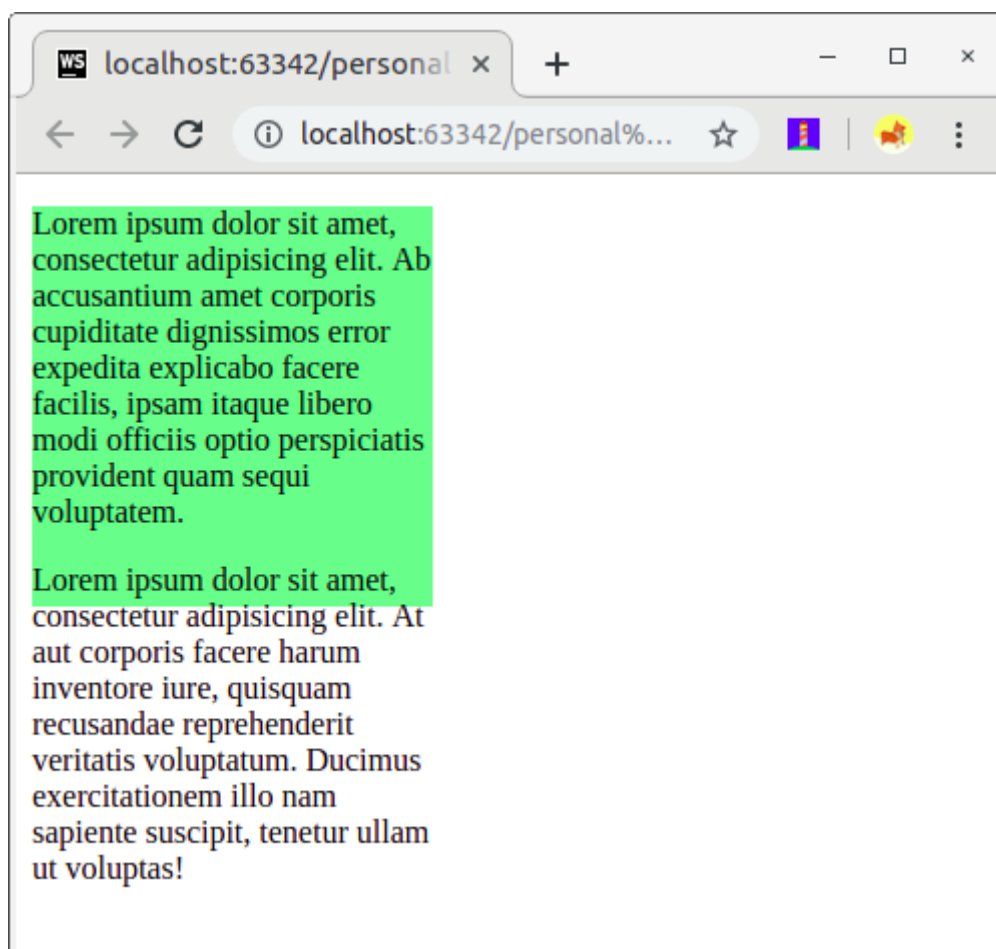 WS localhost:63342/personal
localhost:63342/personal%...
Lorem ipsum dolor sit amet,
consectetur adipisicing elit. Ab
accusantium amet corporis
cupiditate dignissimos error
expedita explicabo facere
facilis, ipsam itaque libero
modi officiis optio perspiciatis
provident quam sequi
voluptatem.
Lorem ipsum dolor sit amet,
consectetur adipisicing elit. At
aut corporis facere harum
inventore iure, quisquam
recusandae reprehenderit
veritatis voluptatum. Ducimus
exercitationem illo nam
sapiente suscipit, tenetur ullam
ut voluptas!